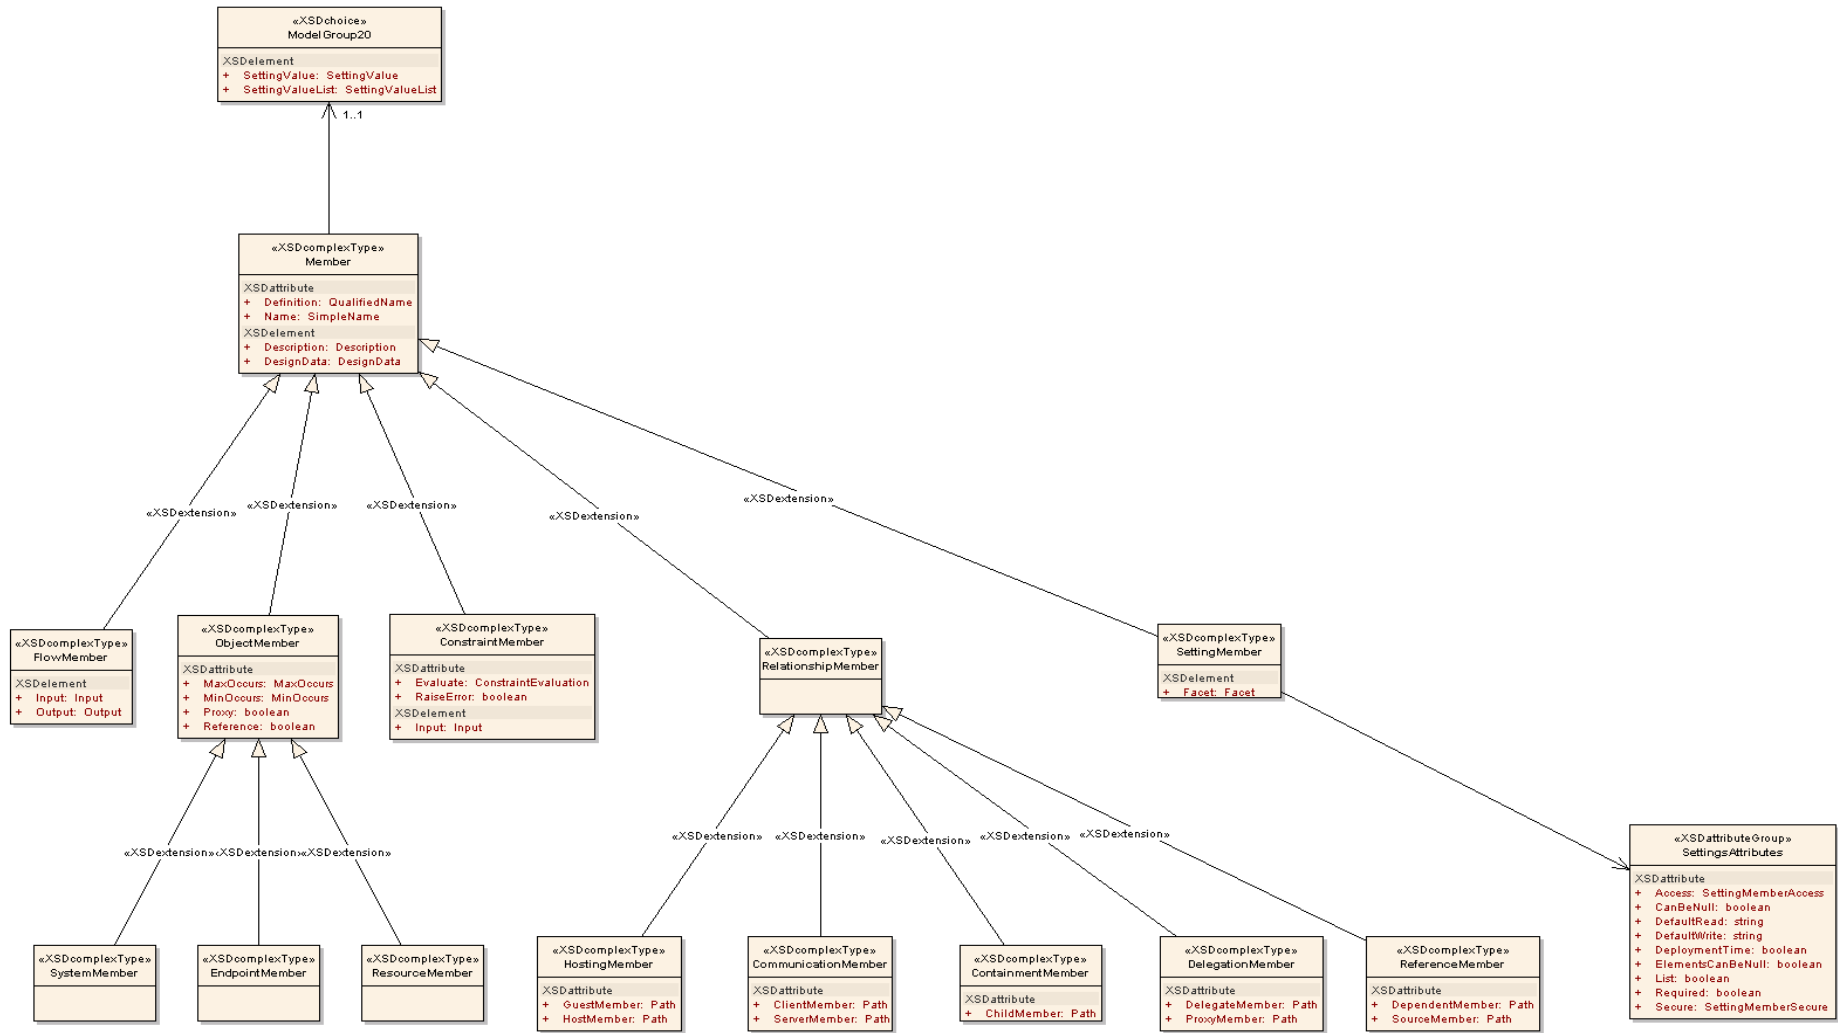 «XSDchoice»
ModelGroup20
XSDelement
+ SettingValue: SettingValue
+ SettingValueList: SettingValueList
1..1
«XSDcomplexType»
Member
XSDattribute
+ Definition: QualifiedName
+ Name: SimpleName
XSDelement
+ Description: Description
+ DesignData: DesignData
«XSDextension»
«XSDextension»
«XSDextension»
«XSDextension»
«XSDextension»
«XSDcomplexType»
FlowMember
XSDelement
+ Input: Input
+ Output: Output
«XSDcomplexType»
ObjectMember
XSDattribute
+ MaxOccurs: MaxOccurs
+ MinOccurs: MinOccurs
+ Proxy: boolean
+ Reference: boolean
«XSDcomplexType»
ConstraintMember
XSDattribute
+ Evaluate: ConstraintEvaluation
+ RaiseError: boolean
XSDelement
+ Input: Input
«XSDcomplexType»
RelationshipMember
«XSDcomplexType»
SettingMember
XSDelement
+ Facet: Facet
«XSDextension»
«XSDextension»
«XSDextension»
«XSDextension»
«XSDextension»
«XSDextension»
«XSDextension»
«XSDextension»
«XSDattributeGroup»
SettingsAttributes
XSDattribute
+ Access: SettingMemberAccess
+ CanBeNull: boolean
+ DefaultRead: string
+ DefaultWrite: string
+ DeploymentTime: boolean
+ ElementsCanBeNull: boolean
+ List: boolean
+ Required: boolean
+ Secure: SettingMemberSecure
«XSDcomplexType»
SystemMember
«XSDcomplexType»
EndpointMember
«XSDcomplexType»
ResourceMember
«XSDcomplexType»
HostingMember
XSDattribute
+ GuestMember: Path
+ HostMember: Path
«XSDcomplexType»
CommunicationMember
XSDattribute
+ ClientMember: Path
+ ServerMember: Path
«XSDcomplexType»
ContainmentMember
XSDattribute
+ ChildMember: Path
«XSDcomplexType»
DelegationMember
XSDattribute
+ DelegateMember: Path
+ ProxyMember: Path
«XSDcomplexType»
ReferenceMember
XSDattribute
+ DependentMember: Path
+ SourceMember: Path